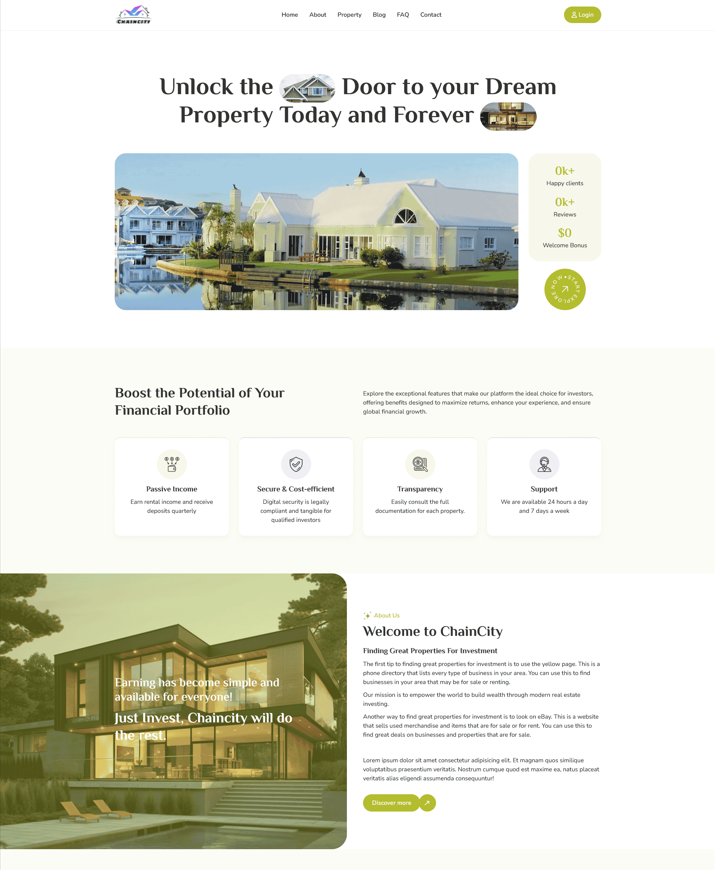 CHAINCITY
Home About Property Blog FAQ Contact
Login
Unlock the Door to your Dream
Property Today and Forever
0k+
Happy clients
0k+
Reviews
$0
Welcome Bonus
START EXPLORE NOW
Boost the Potential of Your
Financial Portfolio
Explore the exceptional features that make our platform the ideal choice for investors,
offering benefits designed to maximize returns, enhance your experience, and ensure
global financial growth.
Passive Income
Earn rental income and receive
deposits quarterly
Secure & Cost-efficient
Digital security is legally
compliant and tangible for
qualified investors
Transparency
Easily consult the full
documentation for each property.
Support
We are available 24 hours a day
and 7 days a week
Earning has become simple and
available for everyone!
Just Invest, Chaincity will do
the rest.
About Us
Welcome to ChainCity
Finding Great Properties For Investment
The first tip to finding great properties for investment is to use the yellow page. This is a
phone directory that lists every type of business in your area. You can use this to find
businesses in your area that may be for sale or renting.
Our mission is to empower the world to build wealth through modern real estate
investing.
Another way to find great properties for investment is to look on eBay. This is a website
that sells used merchandise and items that are for sale or for rent. You can use this to
find great deals on businesses and properties that are for sale.
Lorem ipsum dolor sit amet consectetur adipisicing elit. Et magnam quos similique
voluptatibus praesentium veritatis. Nostrum cumque quod est maxime ea, natus placeat
veritatis alias eligendi assumenda consequuntur!
Discover more